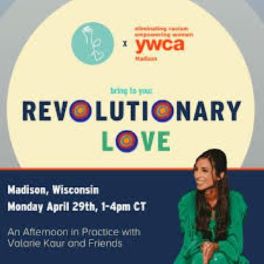 eliminating racism
empowering women
x ywca
Madison
bring to you:
REVOLUTIONARY
LOVE
Madison, Wisconsin
Monday April 29th, 1-4pm CT
An Afternoon in Practice with
Valarie Kaur and Friends